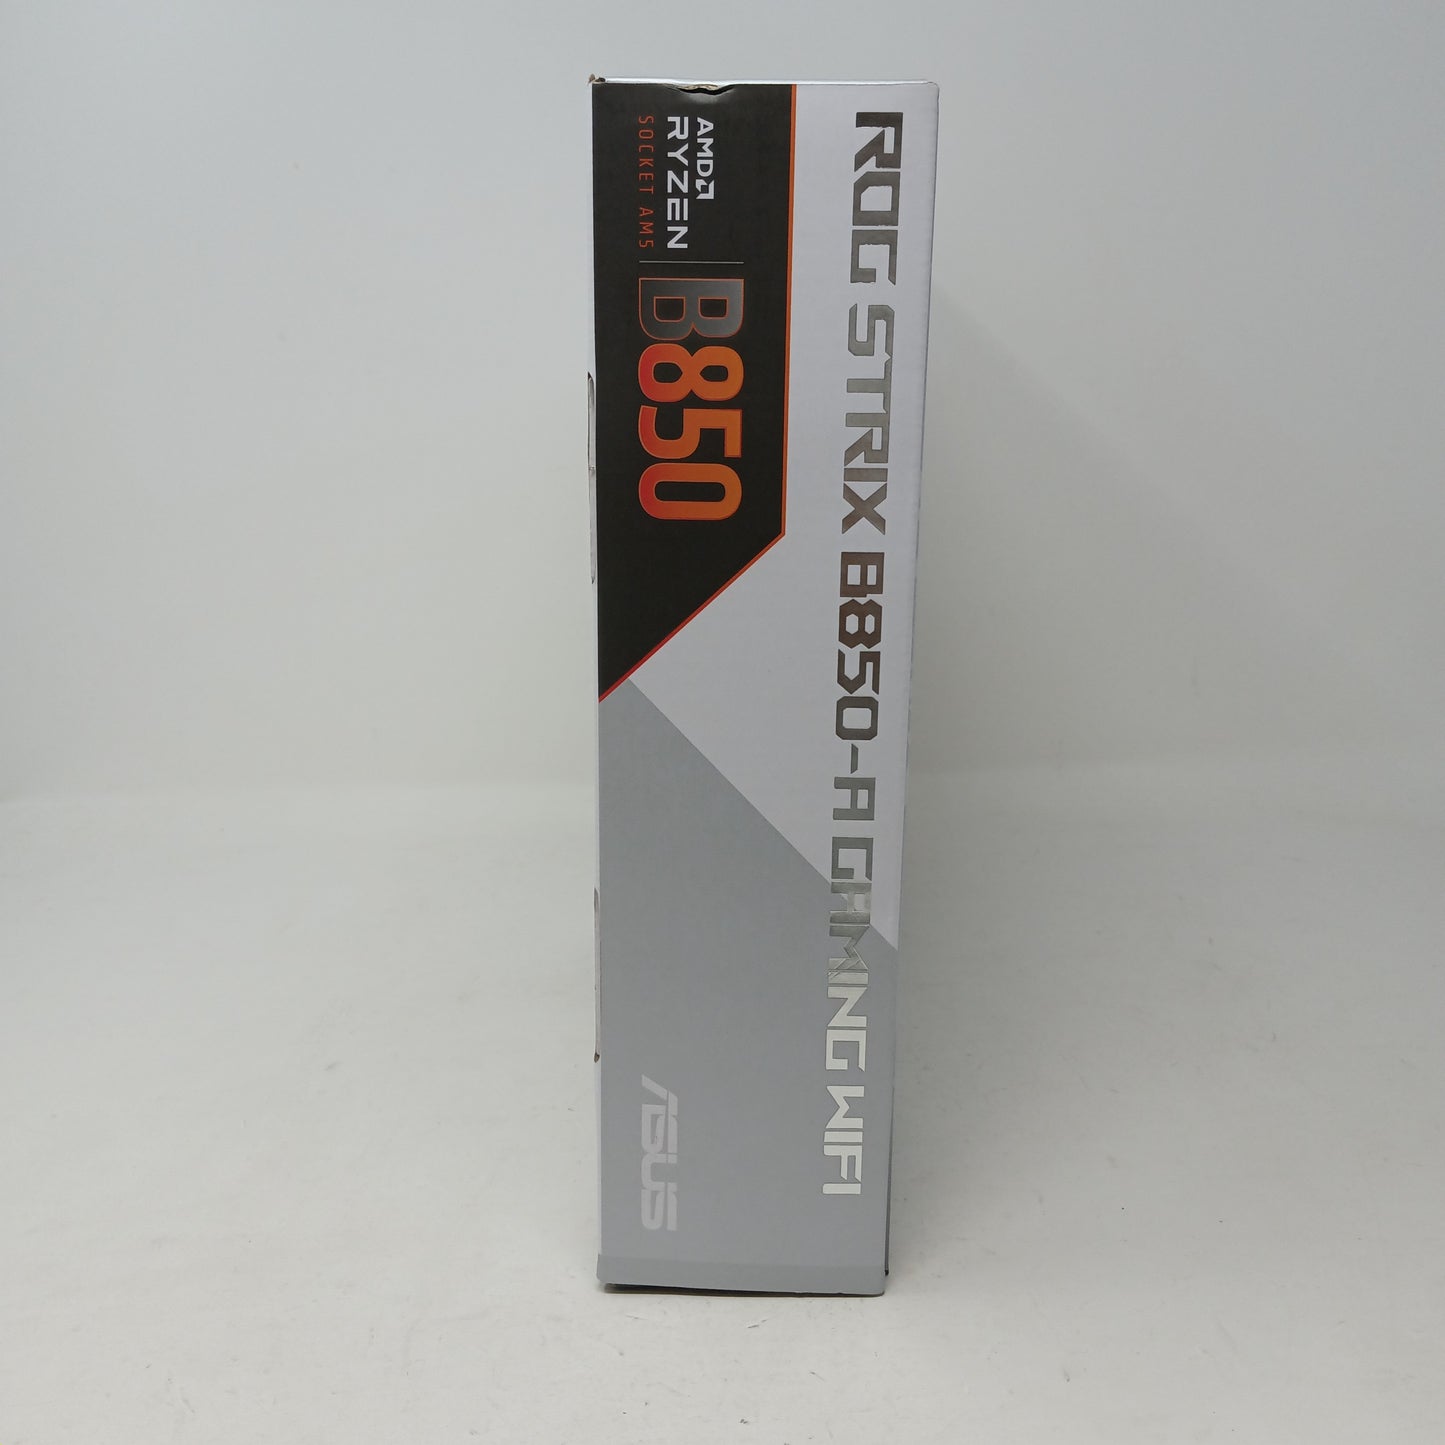 ROG STRIX B850-A GAMING WIFI
AMD
RYZEN
SOCKET AM5
B850
ASUS